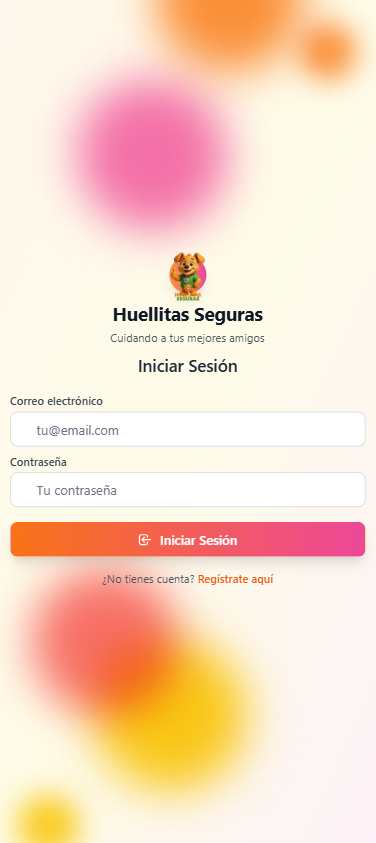 SEGURAS
Huellitas Seguras
Cuidando a tus mejores amigos
Iniciar Sesión
Correo electrónico
tu@email.com
Contraseña
Tu contraseña
Iniciar Sesión
¿No tienes cuenta? Regístrate aquí